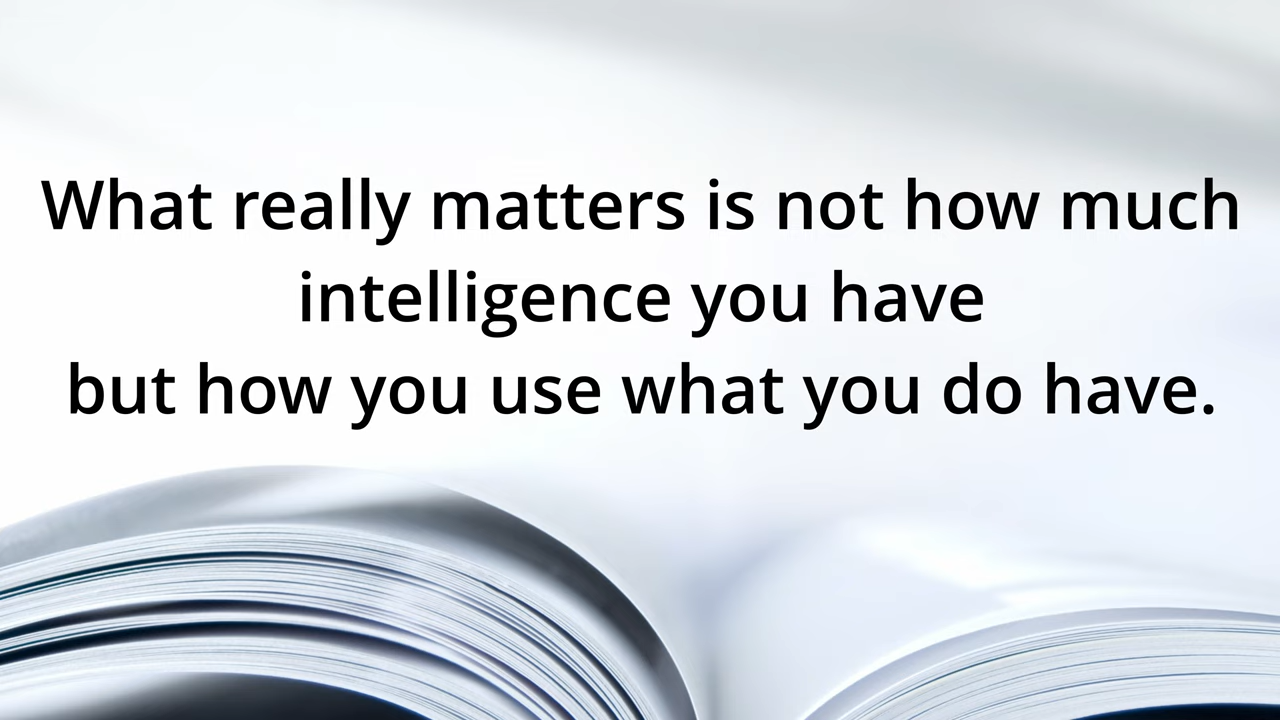 What really matters is not how much
intelligence you have
but how you use what you do have.